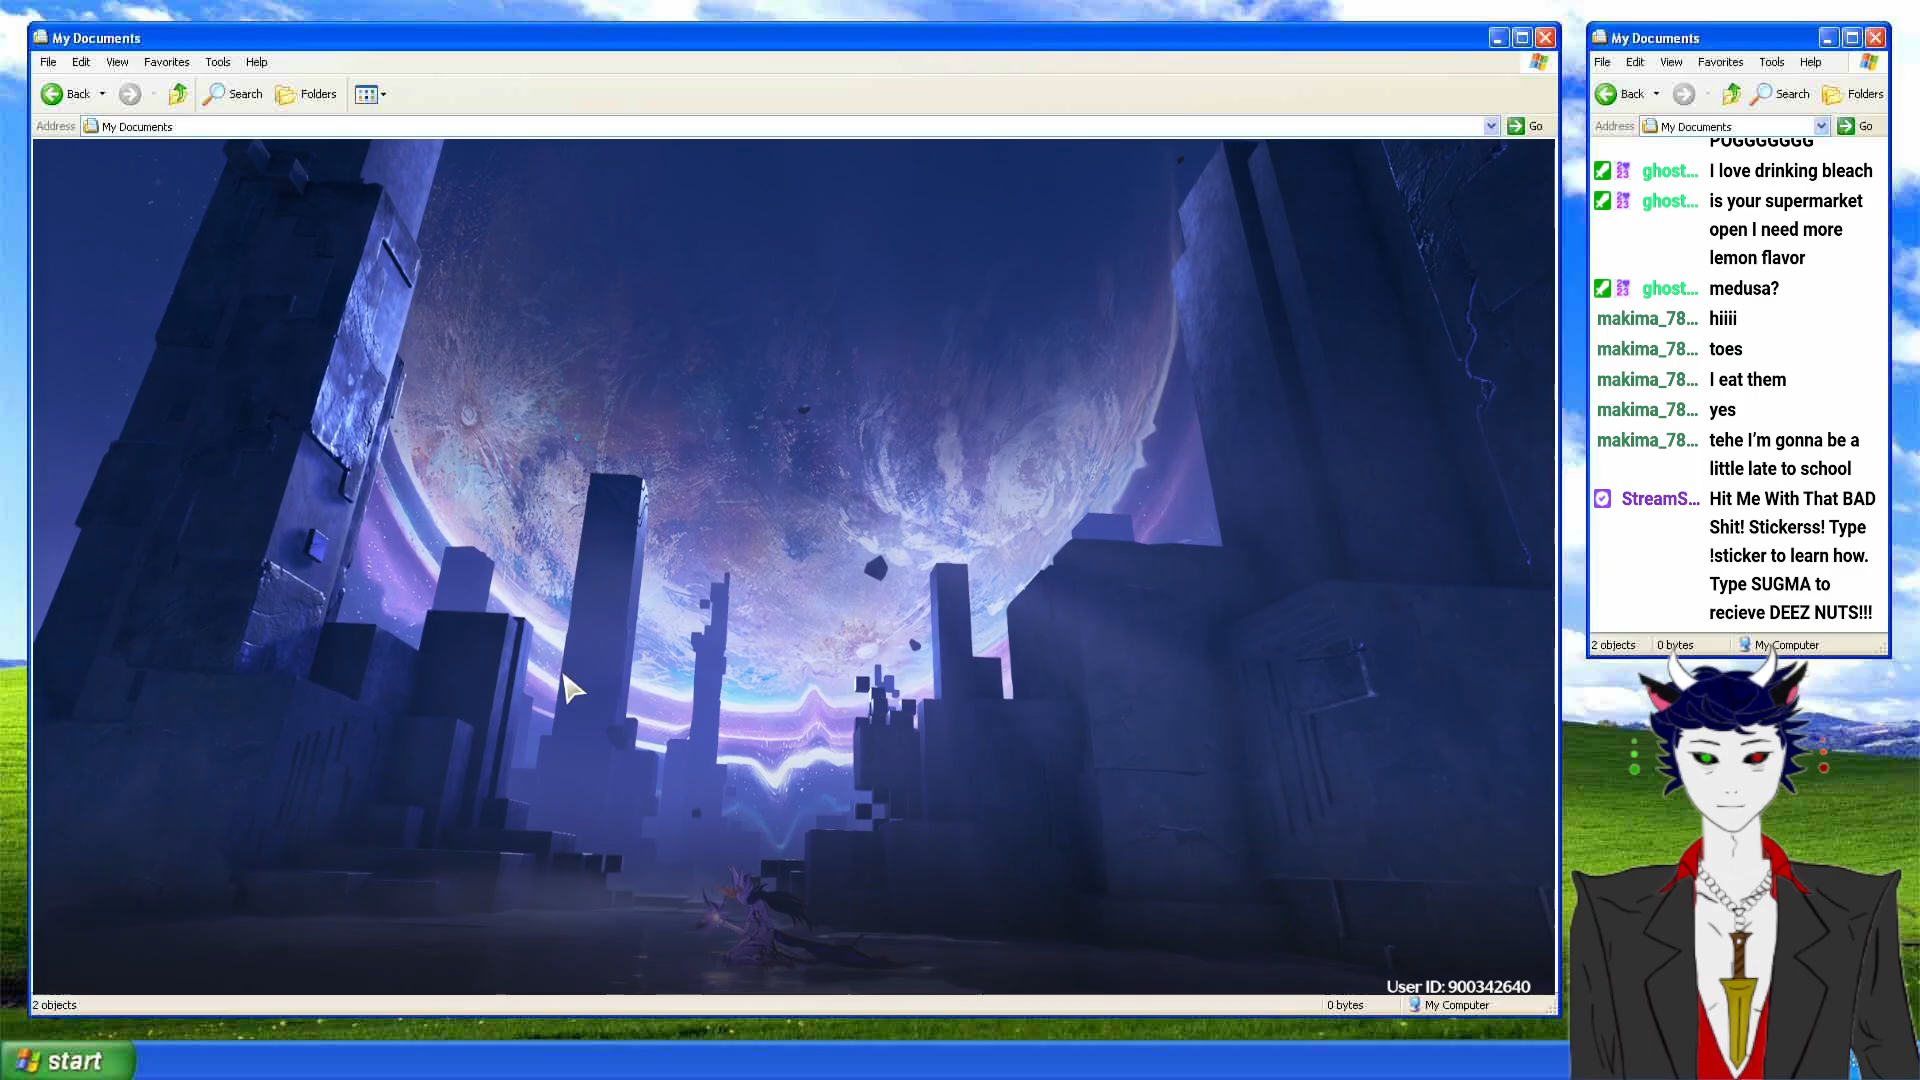 My Documents
File Edit View Favorites Tools Help
Back Search Folders
Address My Documents Go
User ID: 900342640
2 objects 0 bytes My Computer
My Documents
File Edit View Favorites Tools Help
Back Search Folders
Address My Documents Go
POGGGGGGG
ghost... I love drinking bleach
ghost... is your supermarket
open I need more
lemon flavor
ghost... medusa?
makima_78... hiiii
makima_78... toes
makima_78... I eat them
makima_78... yes
makima_78... tehe I'm gonna be a
little late to school
StreamS... Hit Me With That BAD
Shit! Stickerss! Type
!sticker to learn how.
Type SUGMA to
recieve DEEZ NUTS!!!
2 objects 0 bytes My Computer
start